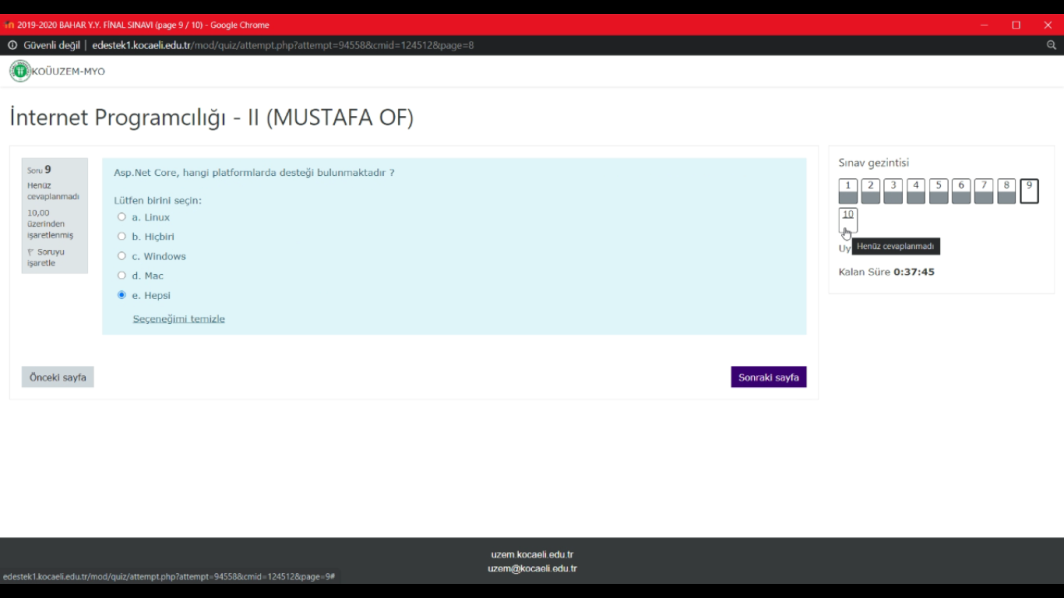 2019-2020 BAHAR Y.Y. FİNAL SINAVI (page 9 / 10) - Google Chrome
Güvenli değil | edestek1.kocaeli.edu.tr/mod/quiz/attempt.php?attempt=94558&cmid=124512&page=8
KOÜUZEM-MYO
İnternet Programcılığı - II (MUSTAFA OF)
Soru 9
Henüz
cevaplanmadı
10,00
üzerinden
işaretlenmiş
Soruyu
işaretle
Asp.Net Core, hangi platformlarda desteği bulunmaktadır ?
Lütfen birini seçin:
a. Linux
b. Hiçbiri
c. Windows
d. Mac
e. Hepsi
Seçeneğimi temizle
Önceki sayfa
Sonraki sayfa
Sınav gezintisi
1 2 3 4 5 6 7 8 9
10
Uy
Henüz cevaplanmadı
Kalan Süre 0:37:45
uzem.kocaeli.edu.tr
uzem@kocaeli.edu.tr
edestek1.kocaeli.edu.tr/mod/quiz/attempt.php?attempt=94558&cmid=124512&page=9#